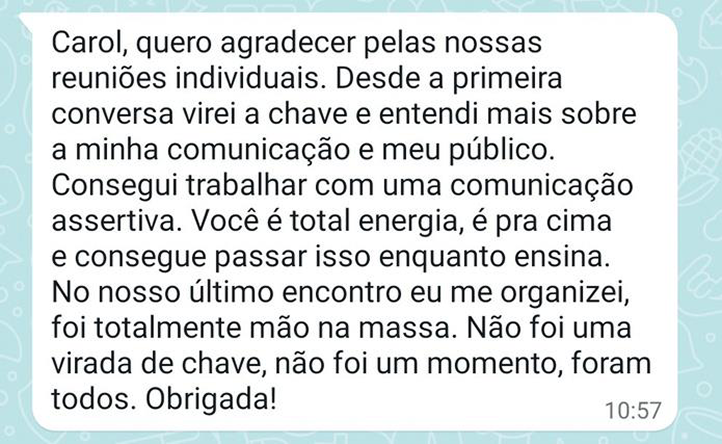 Carol, quero agradecer pelas nossas
reuniões individuais. Desde a primeira
conversa virei a chave e entendi mais sobre
a minha comunicação e meu público.
Consegui trabalhar com uma comunicação
assertiva. Você é total energia, é pra cima
e consegue passar isso enquanto ensina.
No nosso último encontro eu me organizei,
foi totalmente mão na massa. Não foi uma
virada de chave, não foi um momento, foram
todos. Obrigada!
10:57